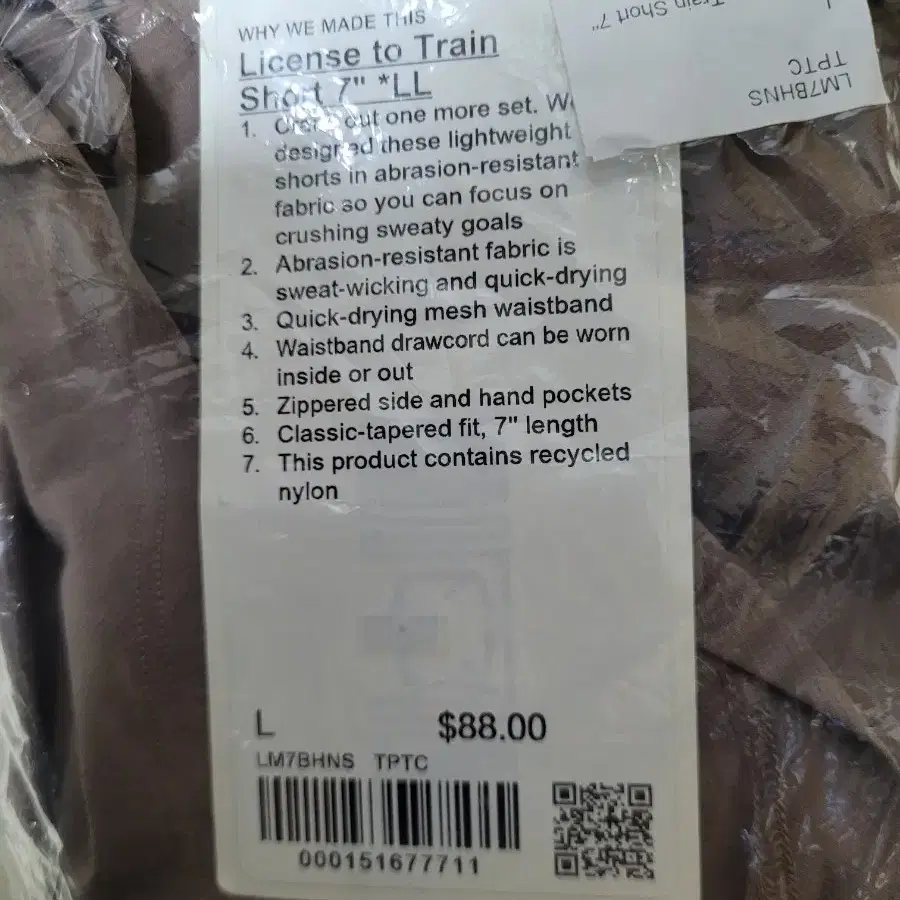 WHY WE MADE THIS
License to Train
Short 7" *LL
1. out one more set. We
designed these lightweight
shorts in abrasion-resistant
fabric so you can focus on
crushing sweaty goals
2. Abrasion-resistant fabric is
sweat-wicking and quick-drying
3. Quick-drying mesh waistband
4. Waistband drawcord can be worn
inside or out
5. Zippered side and hand pockets
6. Classic-tapered fit, 7" length
7. This product contains recycled
nylon
L $88.00
LM7BHNS TPTC
000151677711
LM7BHNS
TPTC
Train Short 7"
L